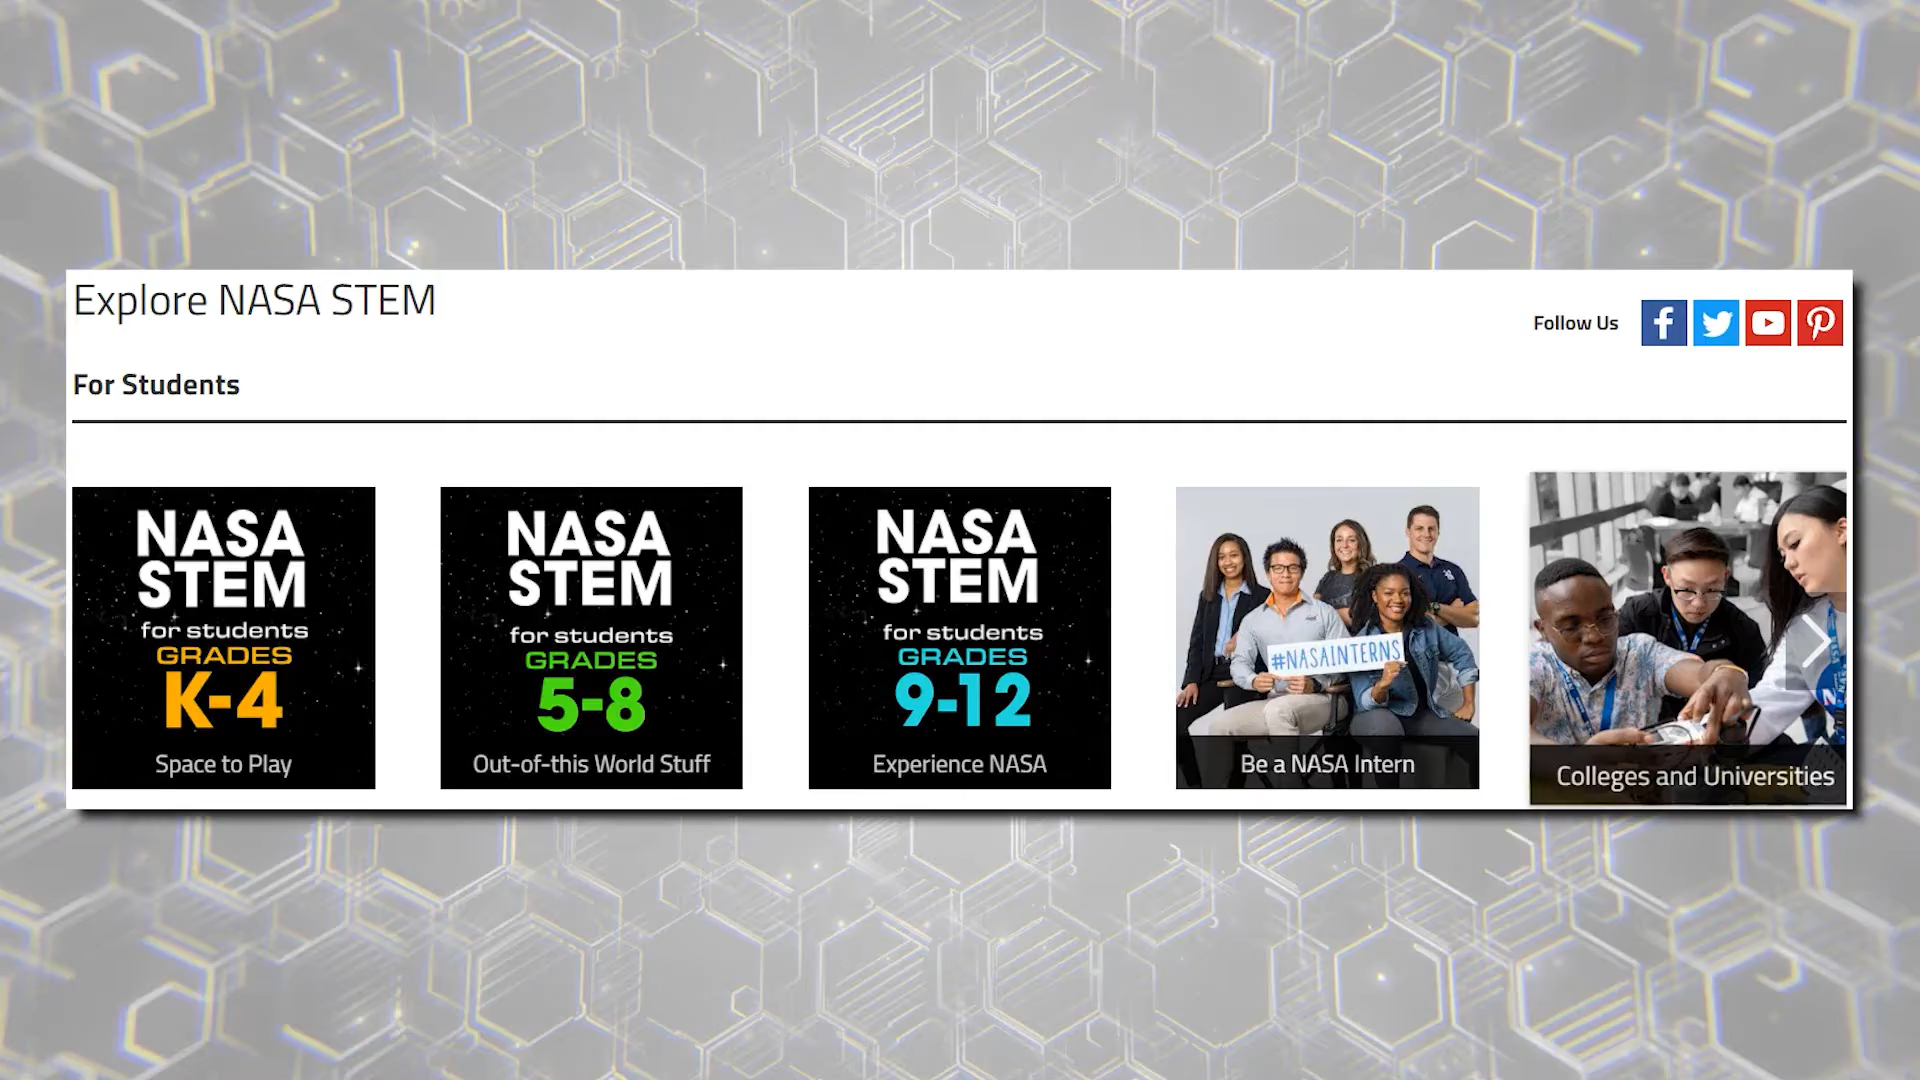 Explore NASA STEM
Follow Us
For Students
NASA
STEM
for students
GRADES
K-4
Space to Play
NASA
STEM
for students
GRADES
5-8
Out-of-this World Stuff
NASA
STEM
for students
GRADES
9-12
Experience NASA
#NASAINTERNS
Be a NASA Intern
Colleges and Universities